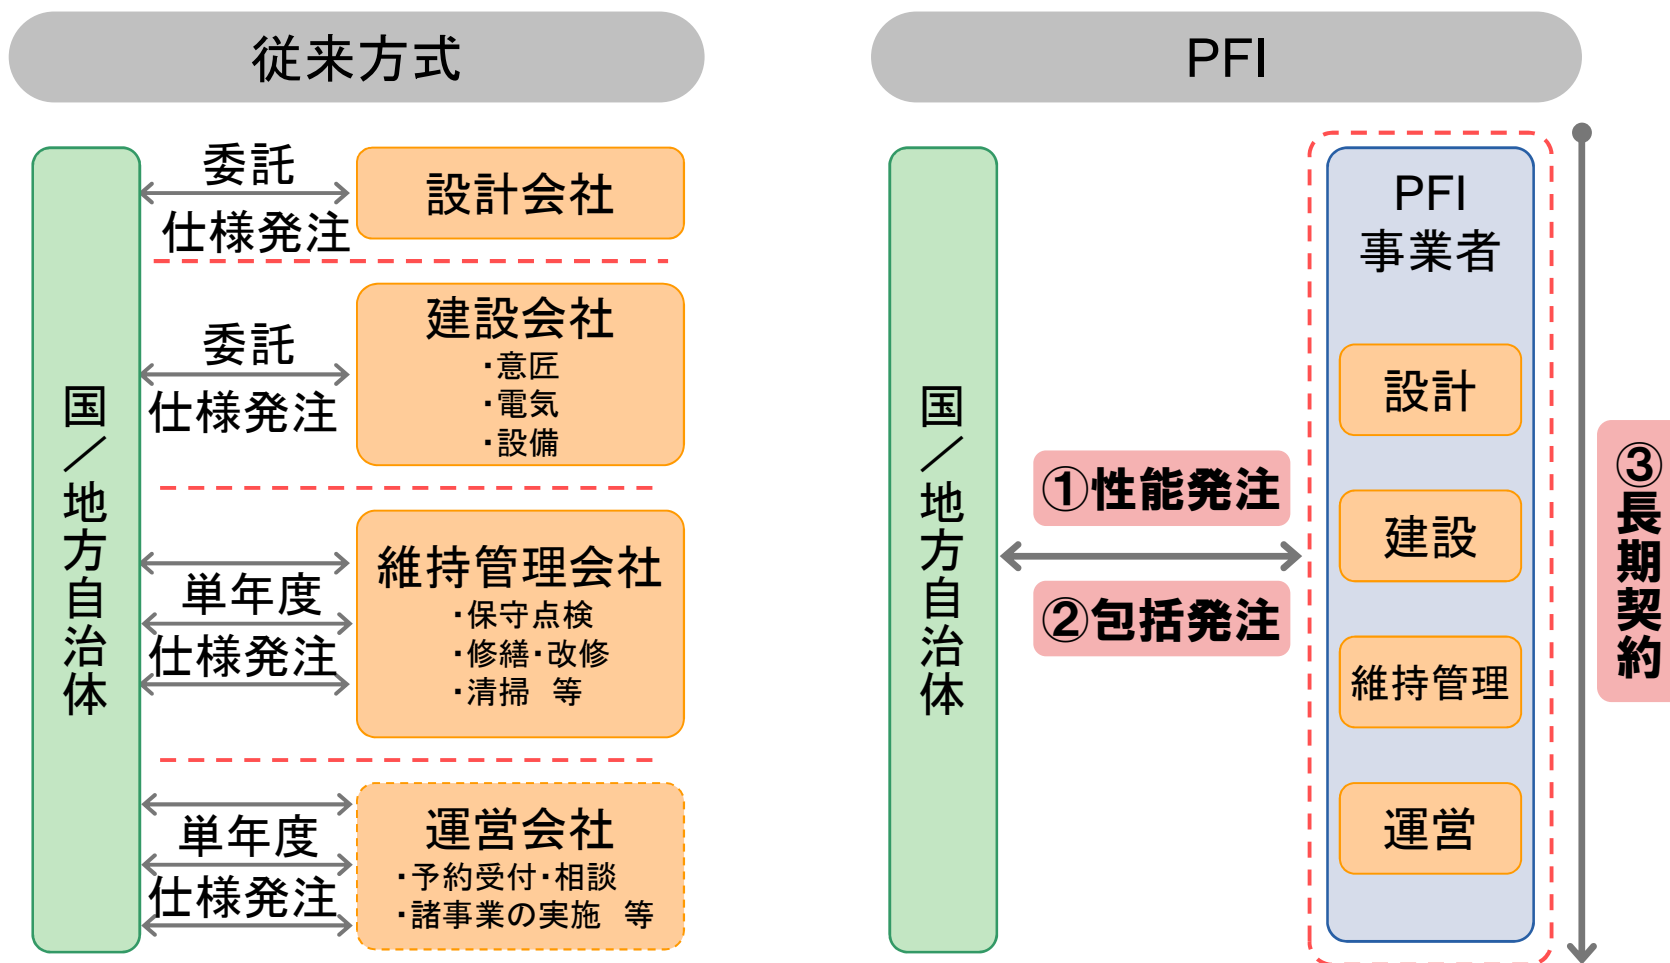 従来方式
国／地方自治体
委託
仕様発注
設計会社
委託
仕様発注
建設会社
・意匠
・電気
・設備
単年度
仕様発注
維持管理会社
・保守点検
・修繕・改修
・清掃　等
単年度
仕様発注
運営会社
・予約受付・相談
・諸事業の実施　等
PFI
国／地方自治体
①性能発注
②包括発注
PFI
事業者
設計
建設
維持管理
運営
③長期契約